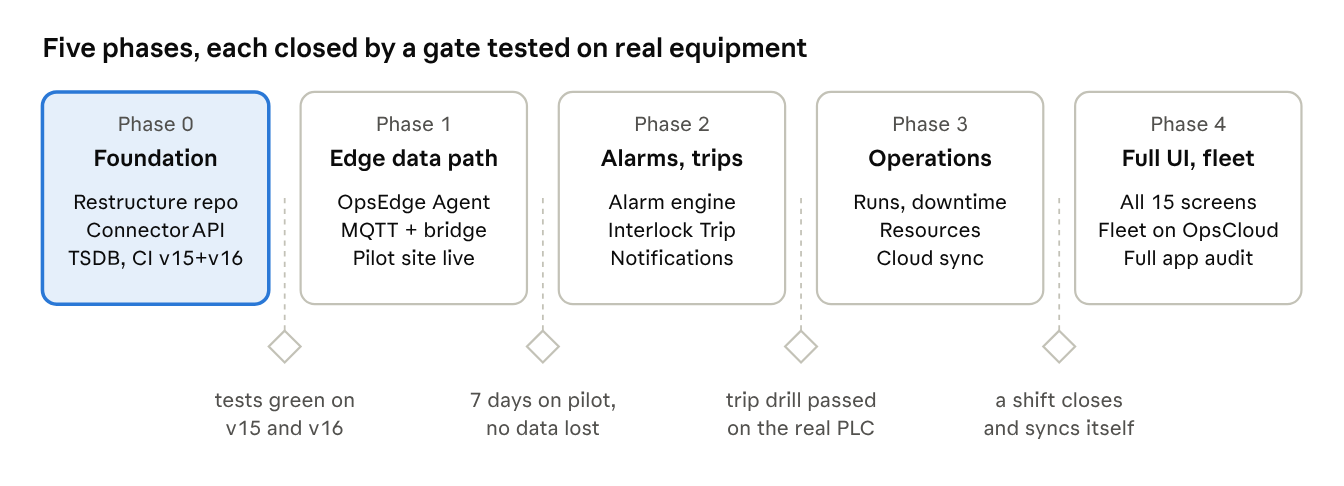 Five phases, each closed by a gate tested on real equipment
Phase 0
Foundation
Restructure repo
Connector API
TSDB, CI v15+v16
Phase 1
Edge data path
OpsEdge Agent
MQTT + bridge
Pilot site live
Phase 2
Alarms, trips
Alarm engine
Interlock Trip
Notifications
Phase 3
Operations
Runs, downtime
Resources
Cloud sync
Phase 4
Full UI, fleet
All 15 screens
Fleet on OpsCloud
Full app audit
tests green on
v15 and v16
7 days on pilot,
no data lost
trip drill passed
on the real PLC
a shift closes
and syncs itself